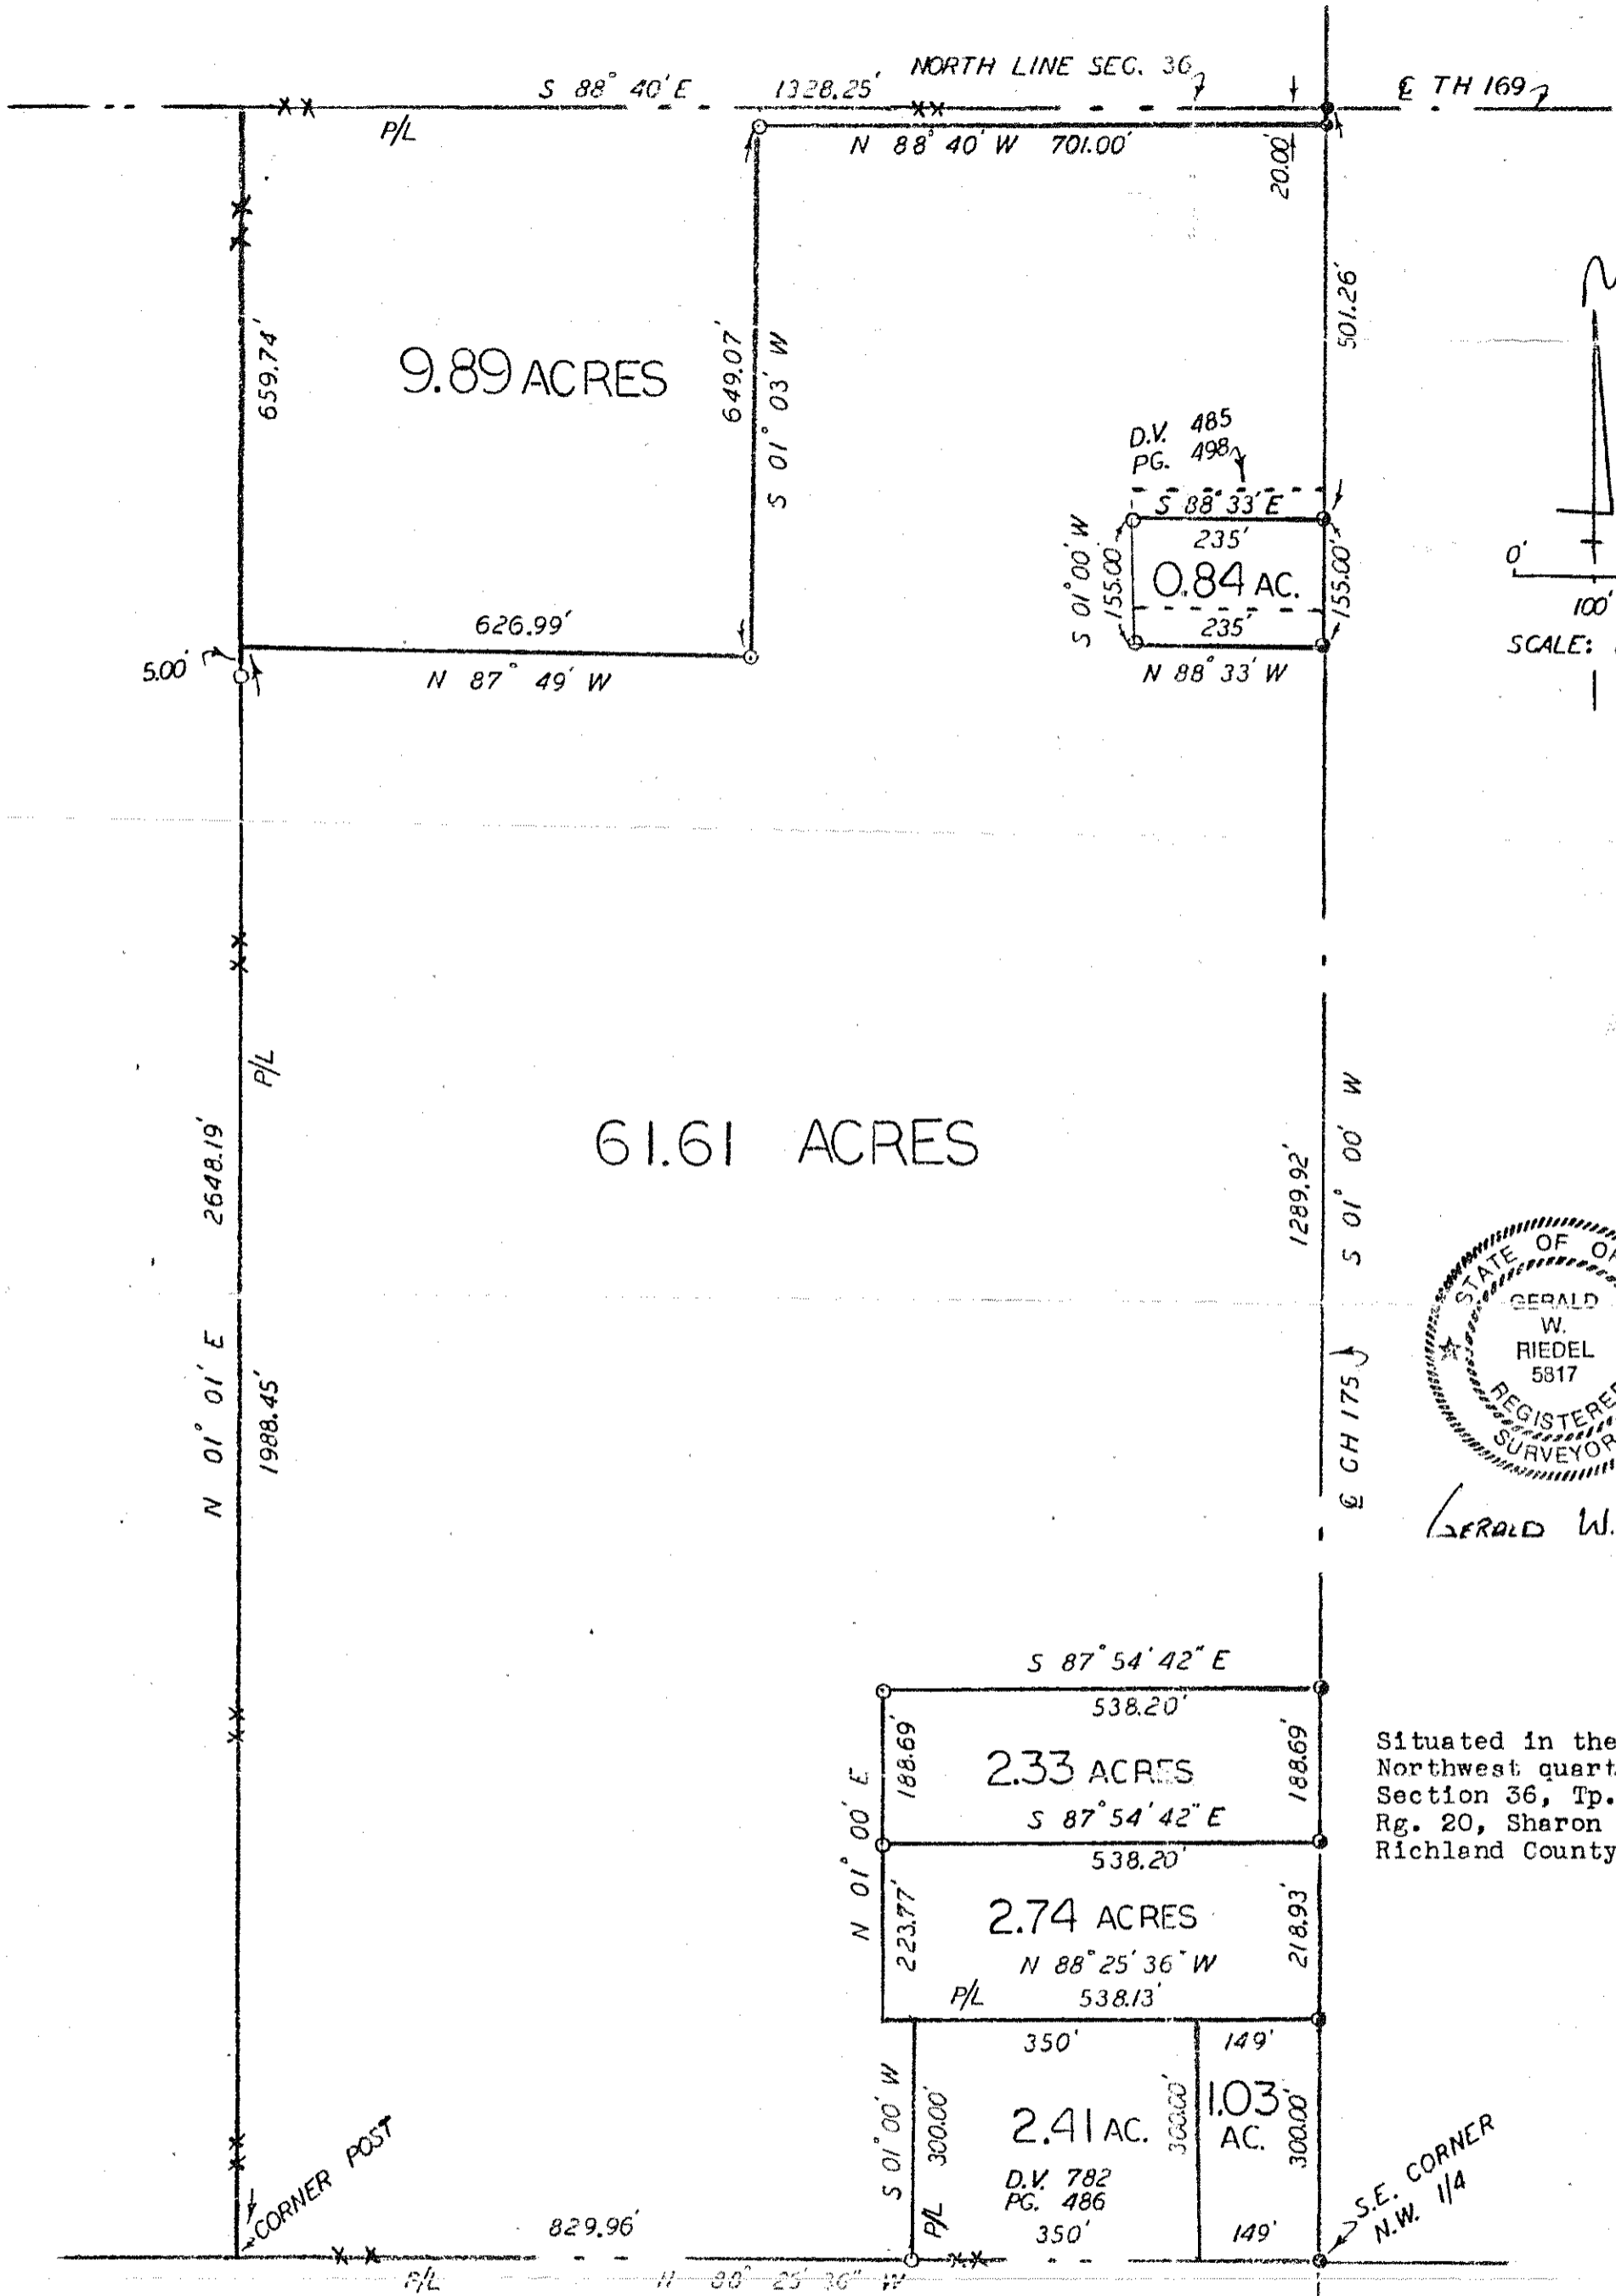 NORTH LINE SEC. 36
S 88° 40' E 1328.25'
℄ TH 169
P/L
N 88° 40' W 701.00'
20.00'
659.74'
9.89 ACRES
649.07'
S 01° 03' W
501.26'
D.V. 485
PG. 498
S 88° 33' E
235'
S 01° 00' W
155.00'
0.84 AC.
155.00'
235'
N 88° 33' W
0'
100'
SCALE:
626.99'
5.00'
N 87° 49' W
P/L
61.61 ACRES
N 01° 01' E 2648.19'
1988.45'
1289.92'
S 01° 00' W
℄ CH 175
STATE OF
GERALD
W.
RIEDEL
5817
REGISTERED
SURVEYOR
GERALD W.
S 87° 54' 42" E
538.20'
188.69'
2.33 ACRES
188.69'
S 87° 54' 42" E
538.20'
N 01° 00' E
223.77'
2.74 ACRES
218.93'
N 88° 25' 36" W
P/L 538.13'
Situated in the
Northwest quart
Section 36, Tp.
Rg. 20, Sharon
Richland County
350'
149'
S 01° 00' W
P/L 300.00'
2.41 AC.
300.00'
1.03
AC.
300.00'
D.V. 782
PG. 486
350'
149'
CORNER POST
829.96'
S.E. CORNER
N.W. 1/4
P/L
N 88° 25' 36" W